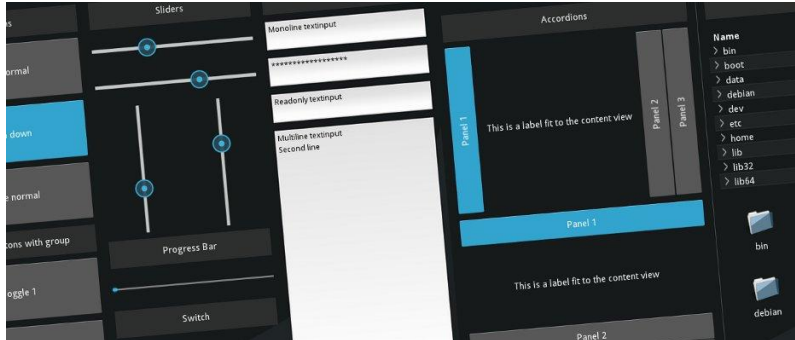 ns
Sliders
ormal
down
e normal
tons with group
oggle 1
Progress Bar
Switch
Monoline textinput
*****************
Readonly textinput
Multiline textinput
Second line
Accordions
Panel 1
This is a label fit to the content view
Panel 2
Panel 3
Panel 1
This is a label fit to the content view
Panel 2
Name
> bin
> boot
> data
> debian
> dev
> etc
> home
> lib
> lib32
> lib64
bin
debian